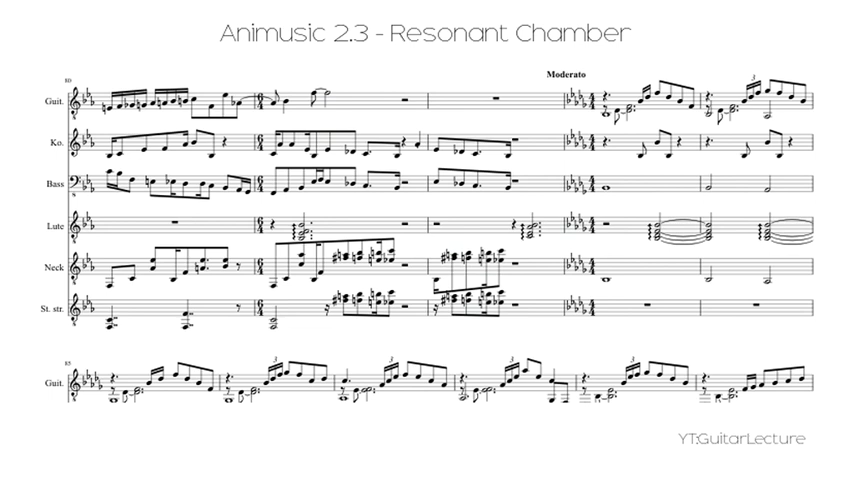 Animusic 2.3 - Resonant Chamber
Moderato
80
Guit.
Ko.
Bass
Lute
Neck
St. str.
85
Guit.
YT:GuitarLecture